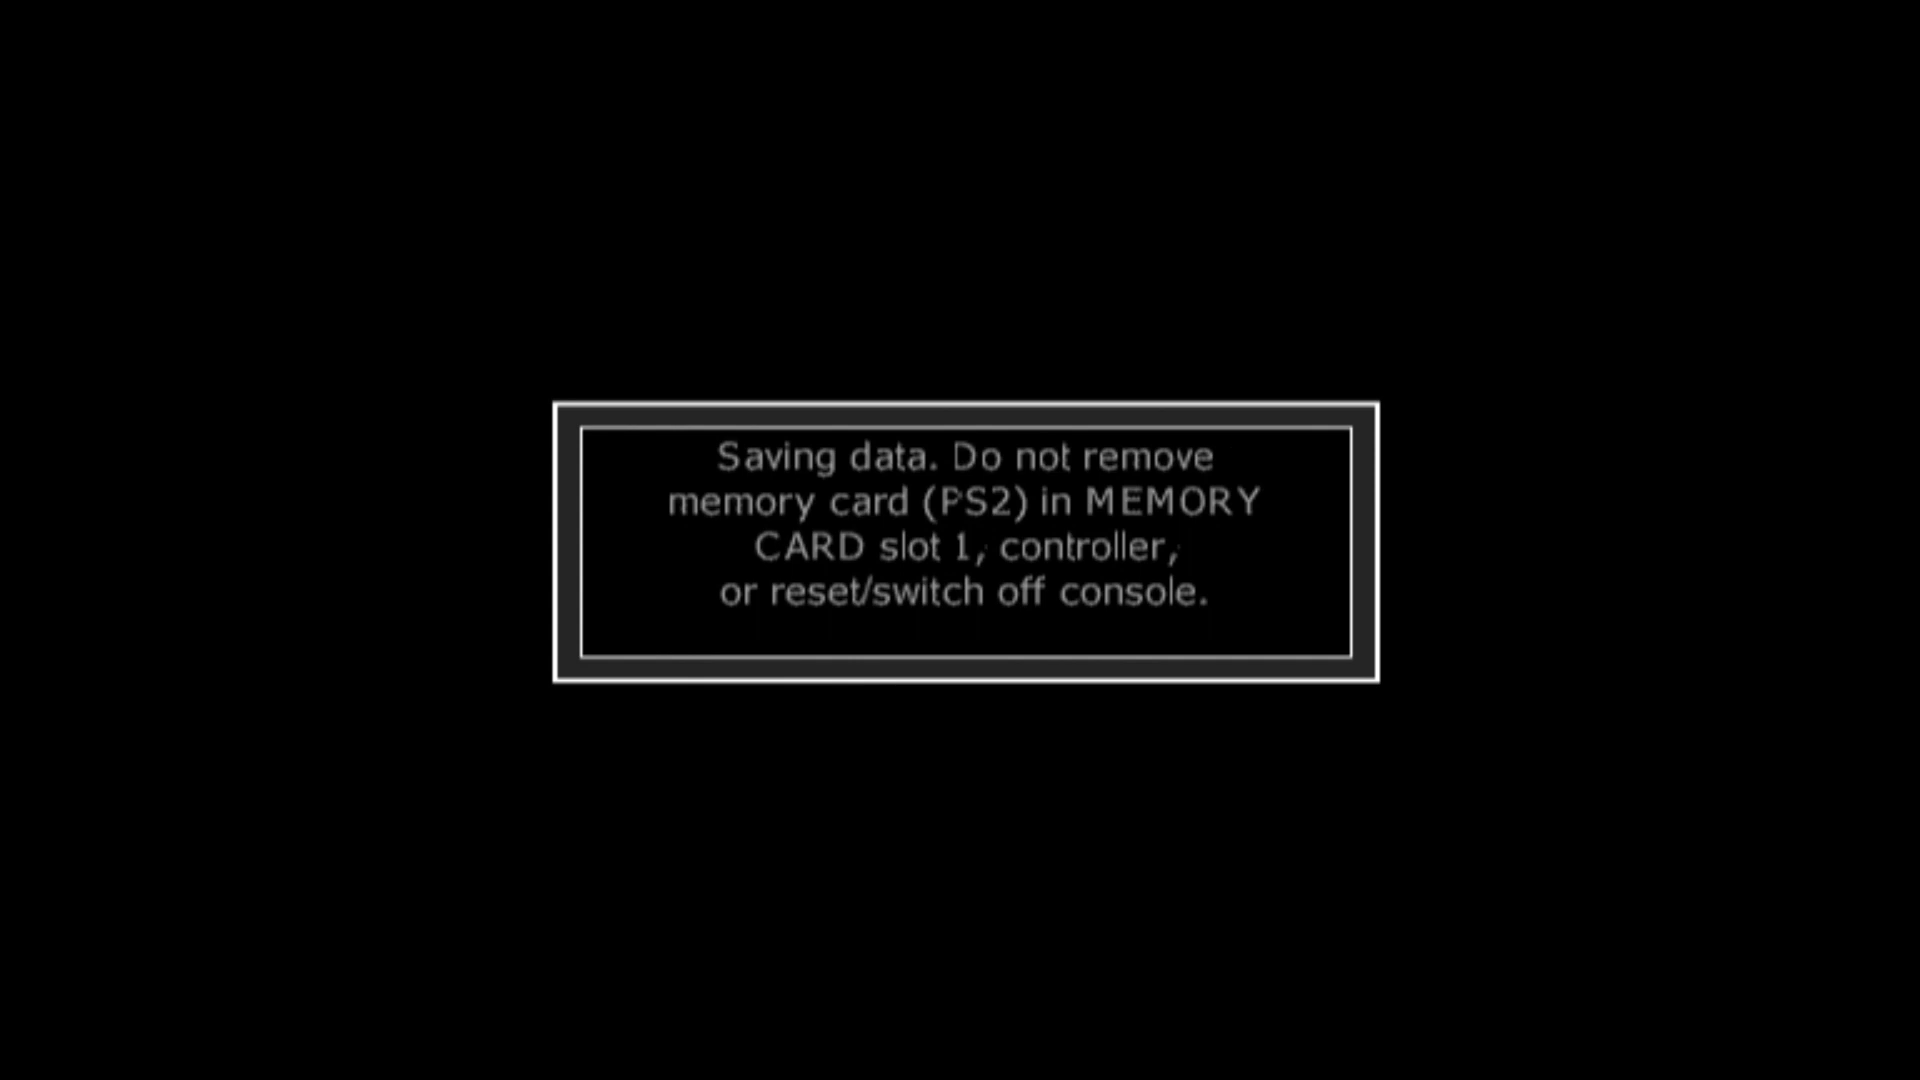 Saving data. Do not remove
memory card (PS2) in MEMORY
CARD slot 1, controller,
or reset/switch off console.